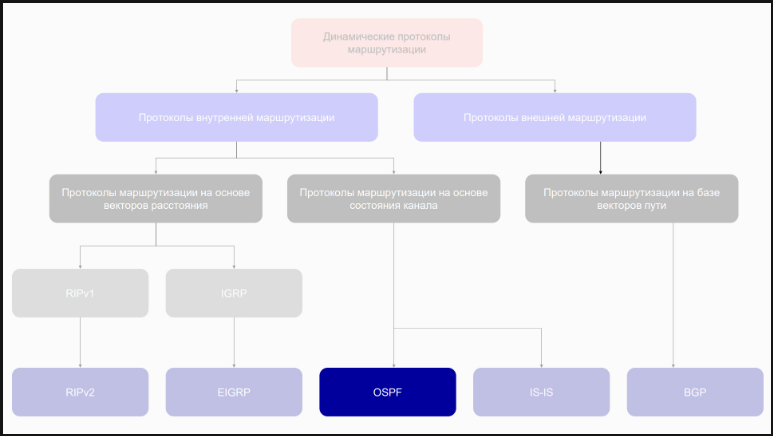 Динамические протоколы
маршрутизации
Протоколы внутренней маршрутизации
Протоколы внешней маршрутизации
Протоколы маршрутизации на основе
векторов расстояния
Протоколы маршрутизации на основе
состояния канала
Протоколы маршрутизации на базе
векторов пути
RIPv1
IGRP
RIPv2
EIGRP
OSPF
IS-IS
BGP